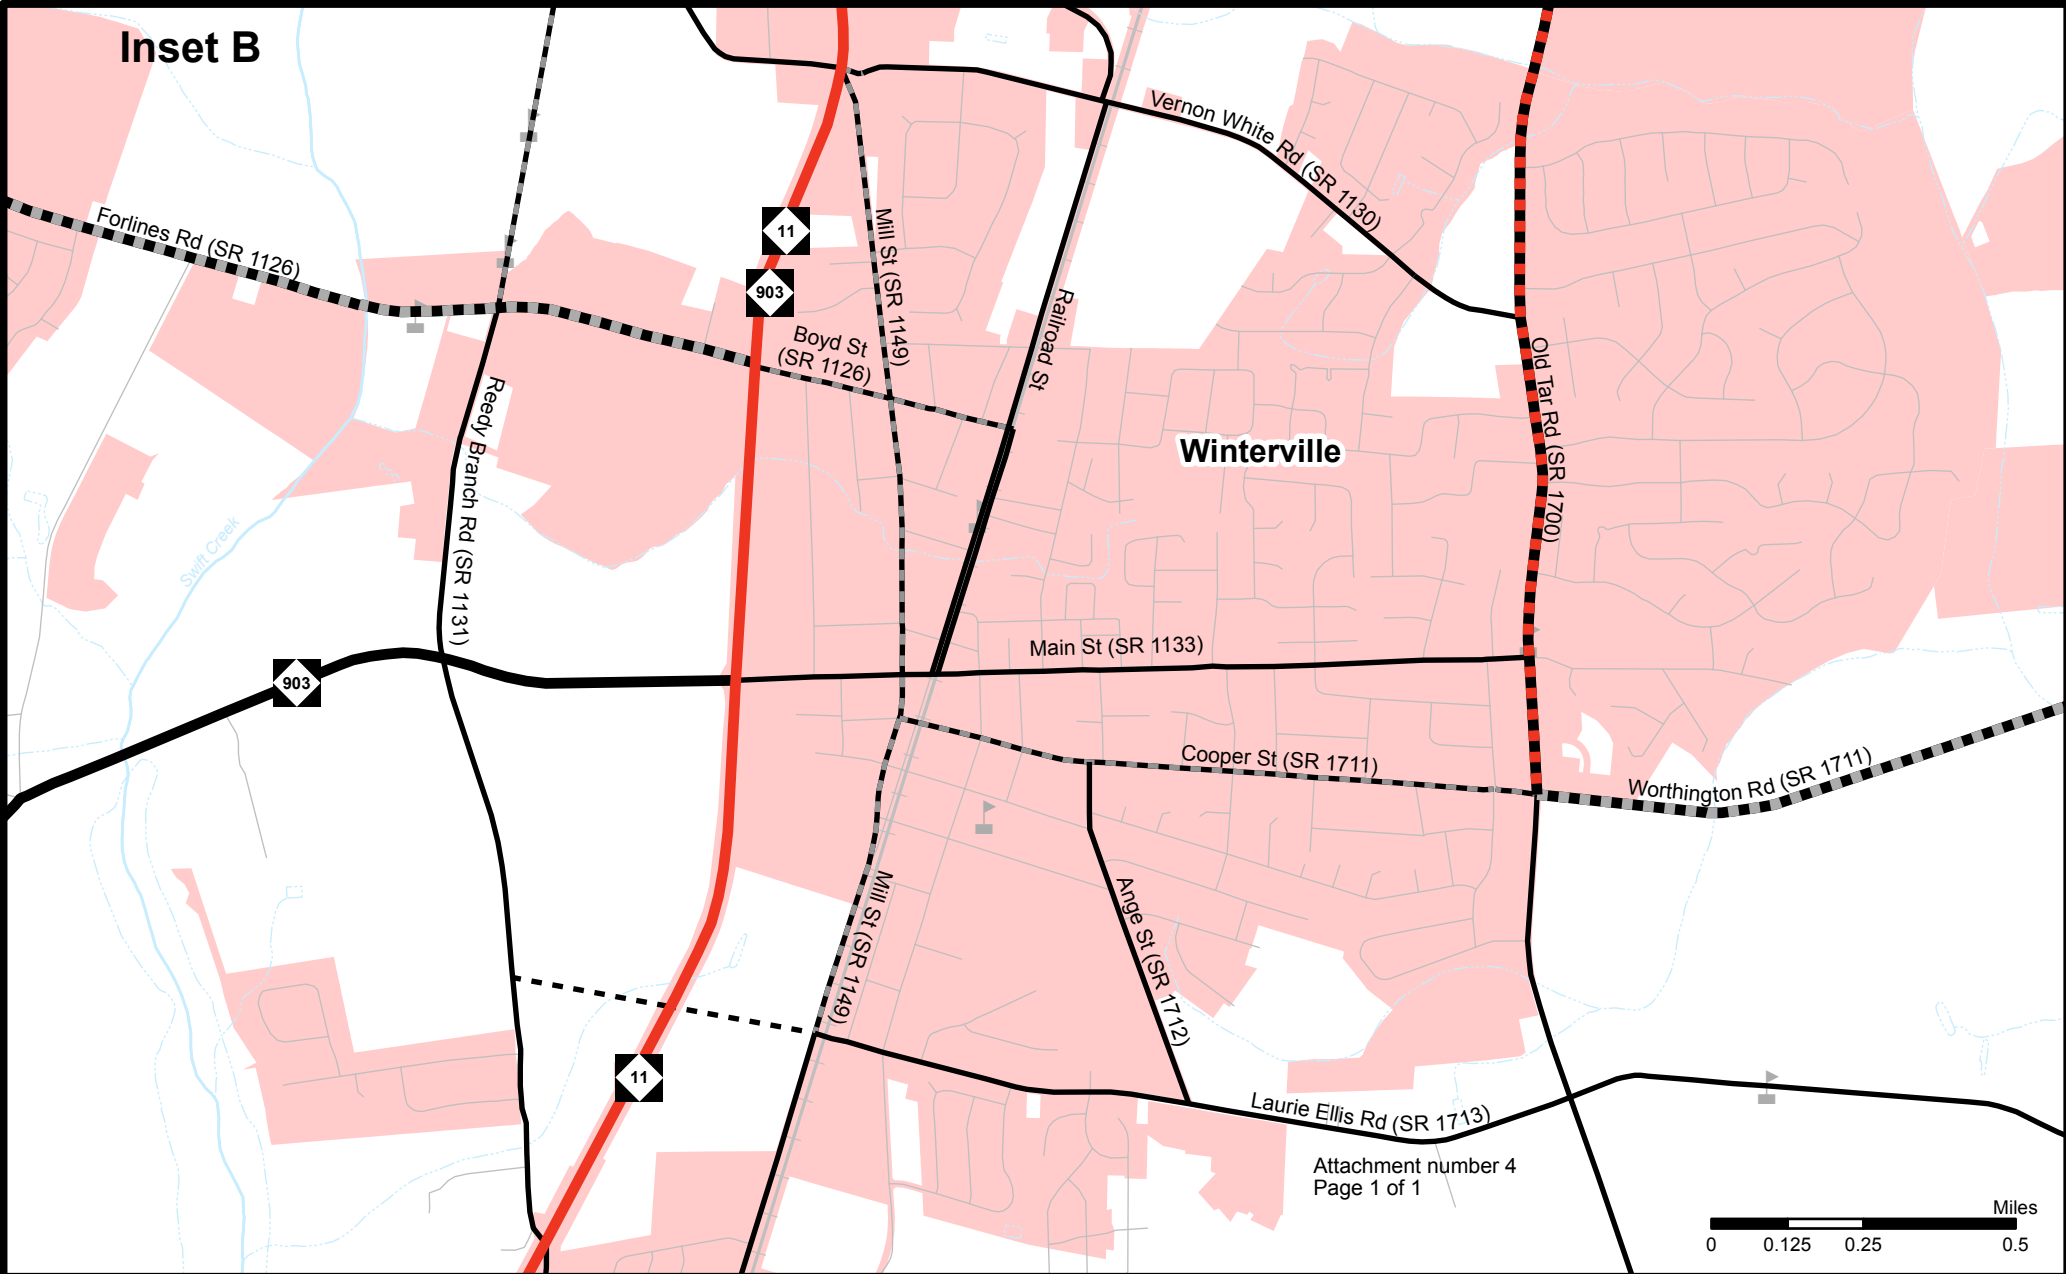 Inset B
Vernon White Rd (SR 1130)
Forlines Rd (SR 1126)
11
Mill St (SR 1149)
903
Railroad St
Boyd St
(SR 1126)
Old Tar Rd (SR 1700)
Reedy Branch Rd (SR 1131)
Winterville
Swift Creek
Main St (SR 1133)
903
Cooper St (SR 1711)
Worthington Rd (SR 1711)
Mill St (SR 1149)
Ange St (SR 1712)
11
Laurie Ellis Rd (SR 1713)
Attachment number 4
Page 1 of 1
Miles
0 0.125 0.25 0.5